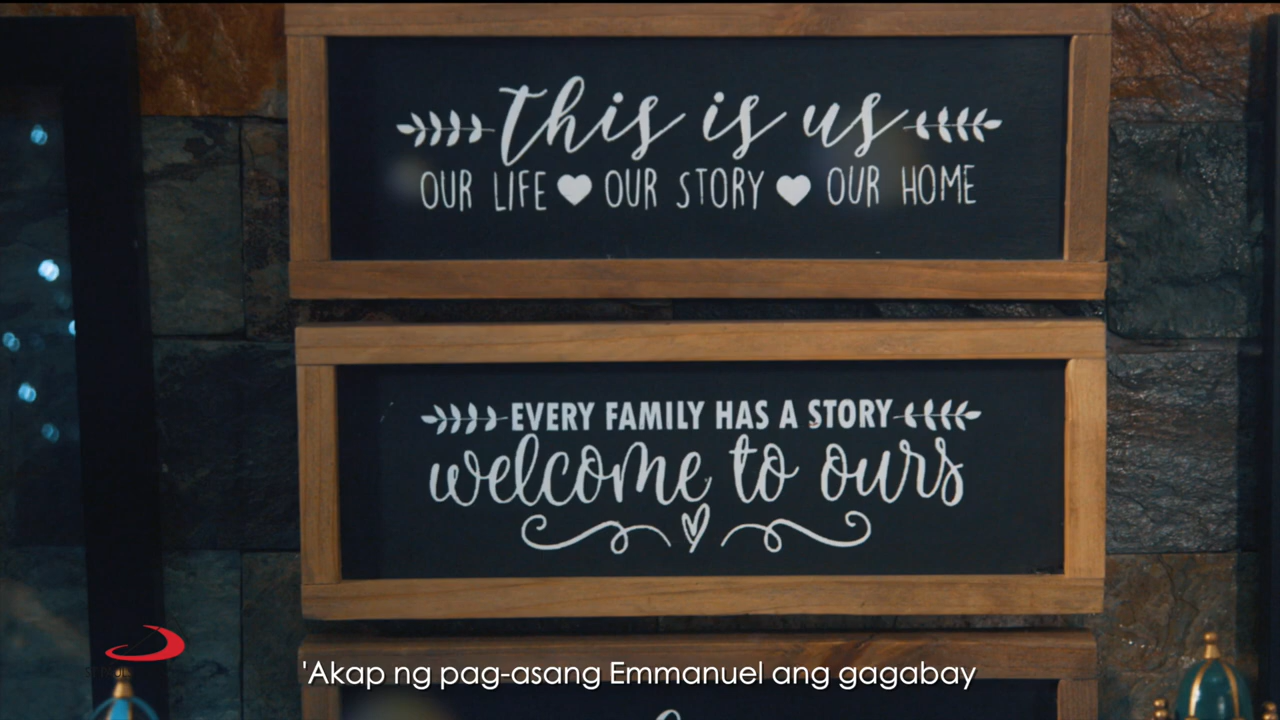 this is us
OUR LIFE ♥ OUR STORY ♥ OUR HOME
EVERY FAMILY HAS A STORY
welcome to ours
'Akap ng pag-asang Emmanuel ang gagabay